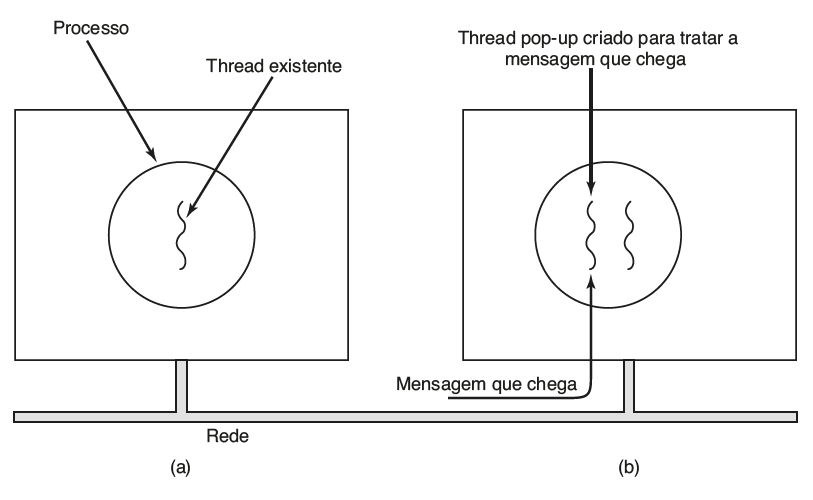 Processo
Thread existente
Thread pop-up criado para tratar a
mensagem que chega
Mensagem que chega
Rede
(a)
(b)